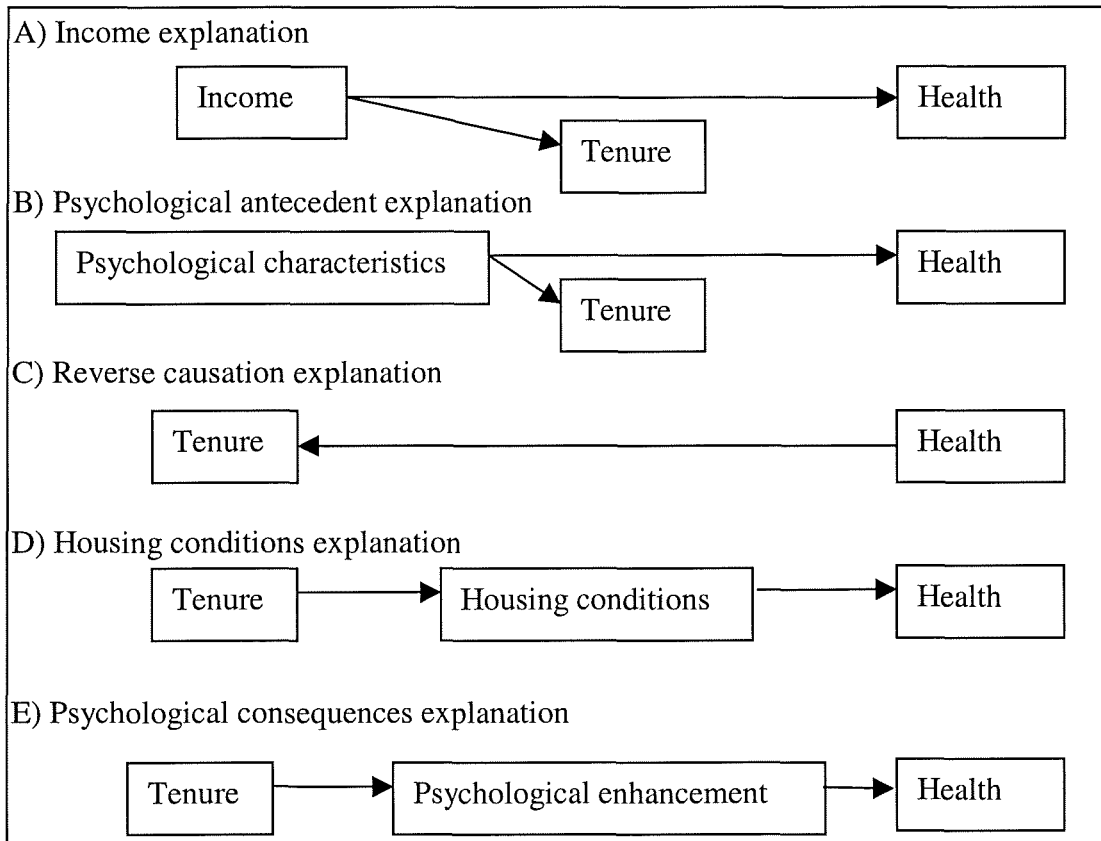 A) Income explanation
Income
Health
Tenure
B) Psychological antecedent explanation
Psychological characteristics
Health
Tenure
C) Reverse causation explanation
Tenure
Health
D) Housing conditions explanation
Tenure
Housing conditions
Health
E) Psychological consequences explanation
Tenure
Psychological enhancement
Health